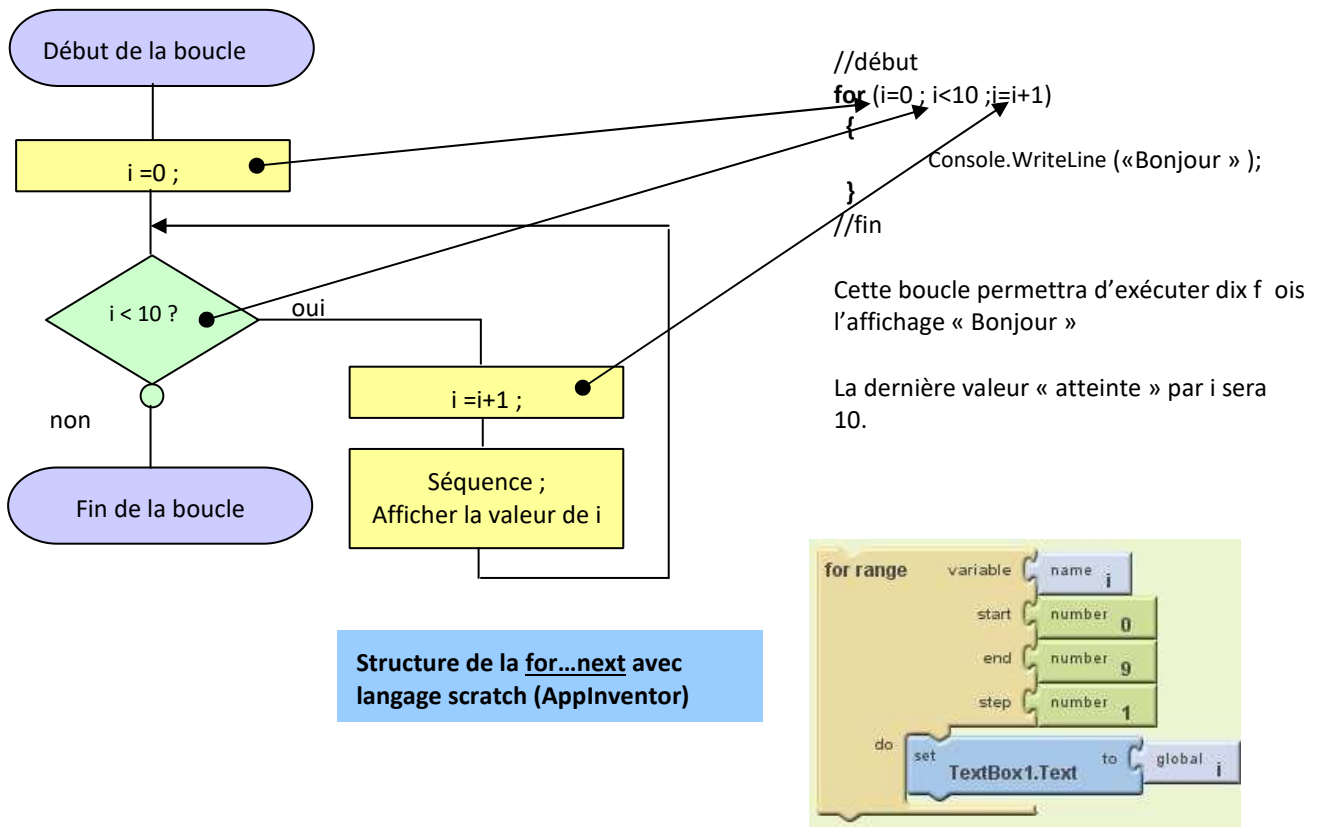 Début de la boucle
i =0 ;
i < 10 ?
oui
non
i =i+1 ;
Séquence ;
Afficher la valeur de i
Fin de la boucle
//début
for (i=0 ; i<10 ;i=i+1)
{
Console.WriteLine («Bonjour » );
}
//fin
Cette boucle permettra d’exécuter dix f ois
l’affichage « Bonjour »
La dernière valeur « atteinte » par i sera
10.
Structure de la for…next avec
langage scratch (AppInventor)
for range variable name i
start number 0
end number 9
step number 1
do set TextBox1.Text to global i